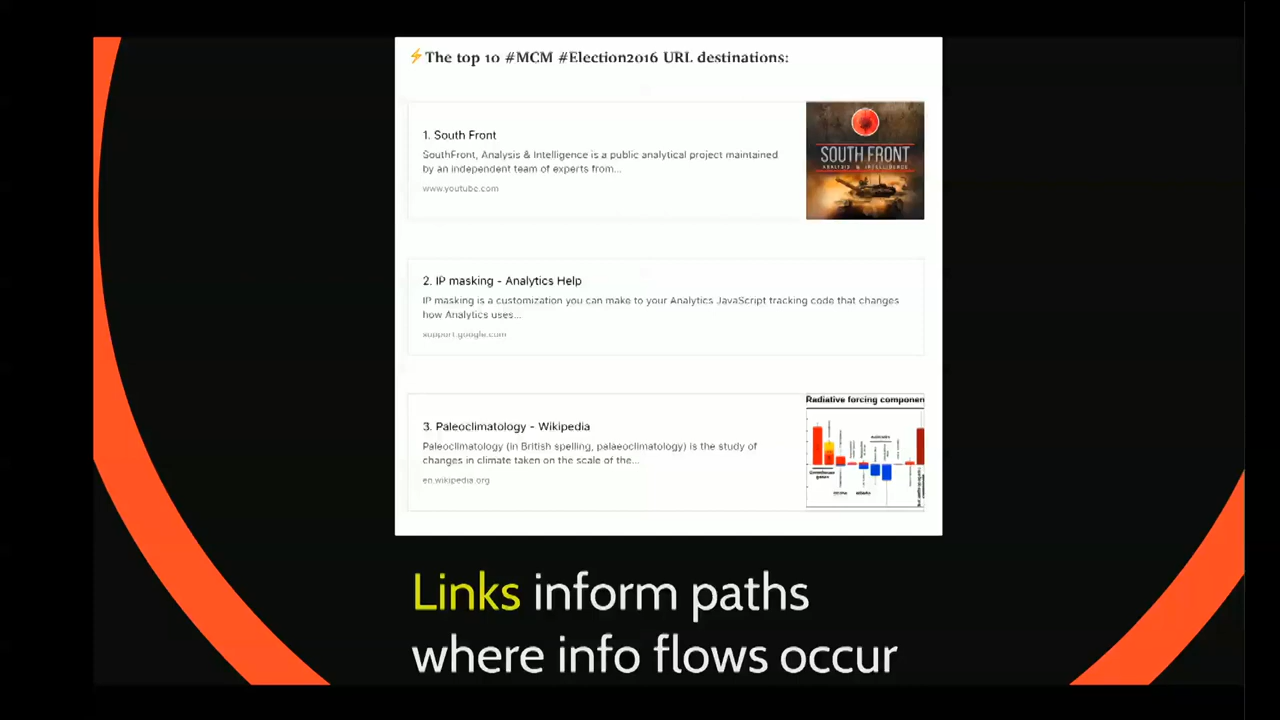 ⚡The top 10 #MCM #Election2016 URL destinations:
1. South Front
SouthFront, Analysis & Intelligence is a public analytical project maintained
by an independent team of experts from...
www.youtube.com
SOUTH FRONT
ANALYSIS & INTELLIGENCE
2. IP masking - Analytics Help
IP masking is a customization you can make to your Analytics JavaScript tracking code that changes
how Analytics uses...
support.google.com
3. Paleoclimatology - Wikipedia
Paleoclimatology (in British spelling, palaeoclimatology) is the study of
changes in climate taken on the scale of the...
en.wikipedia.org
Radiative forcing componen
Links inform paths
where info flows occur